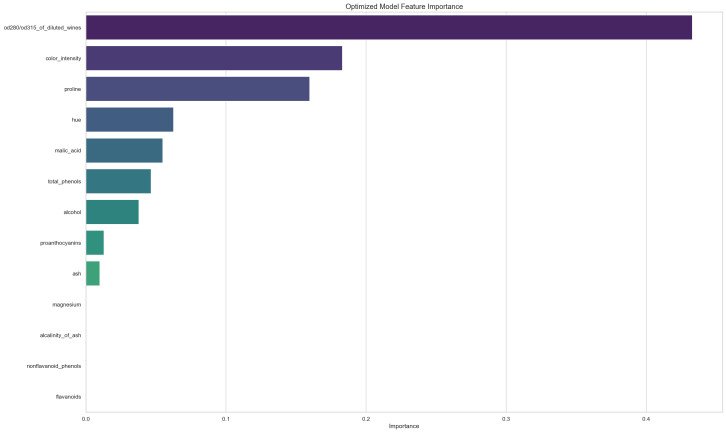 Optimized Model Feature Importance
od280/od315_of_diluted_wines
color_intensity
proline
hue
malic_acid
total_phenols
alcohol
proanthocyanins
ash
magnesium
alcalinity_of_ash
nonflavanoid_phenols
flavanoids
0.0 0.1 0.2 0.3 0.4
Importance